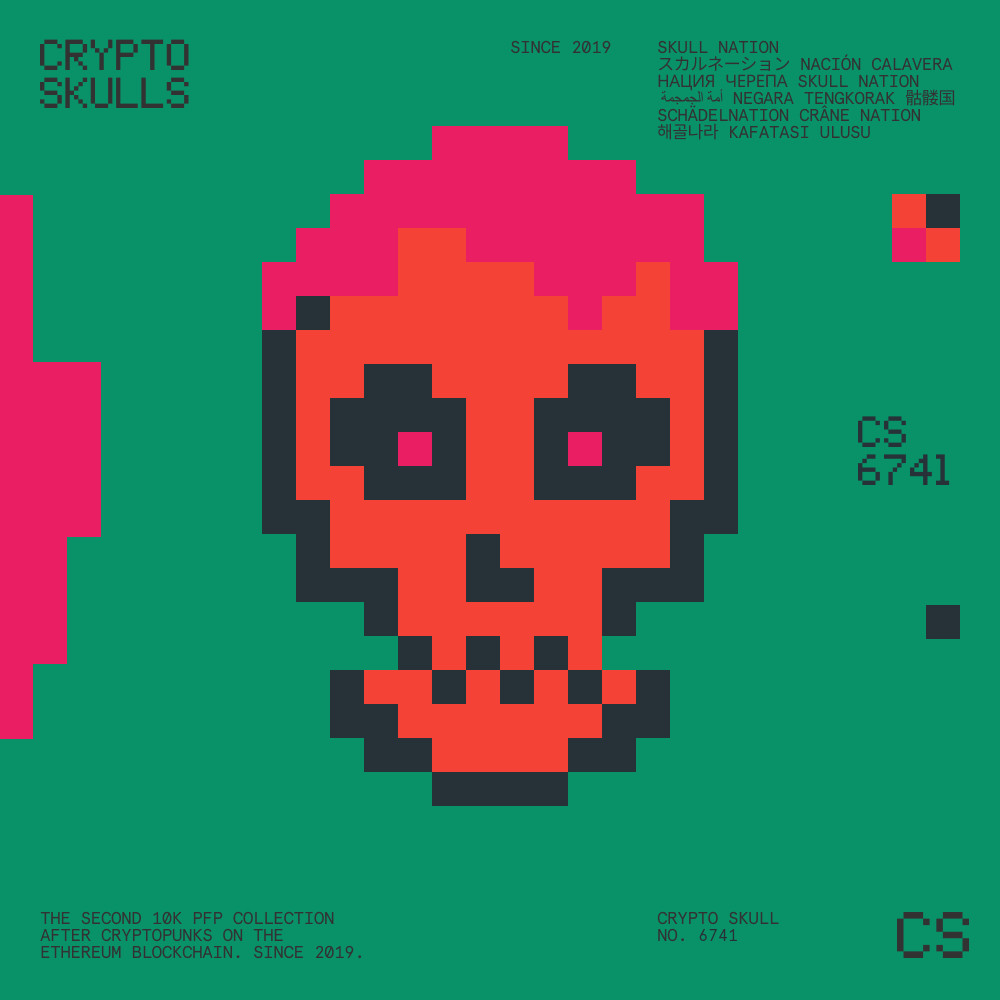 CRYPTO
SKULLS
SINCE 2019
SKULL NATION
スカルネーション NACIÓN CALAVERA
НАЦИЯ ЧЕРЕПА SKULL NATION
أمة الجمجمة NEGARA TENGKORAK 骷髅国
SCHÄDELNATION CRÂNE NATION
해골나라 KAFATASI ULUSU
CS
6741
THE SECOND 10K PFP COLLECTION
AFTER CRYPTOPUNKS ON THE
ETHEREUM BLOCKCHAIN. SINCE 2019.
CRYPTO SKULL
NO. 6741
CS